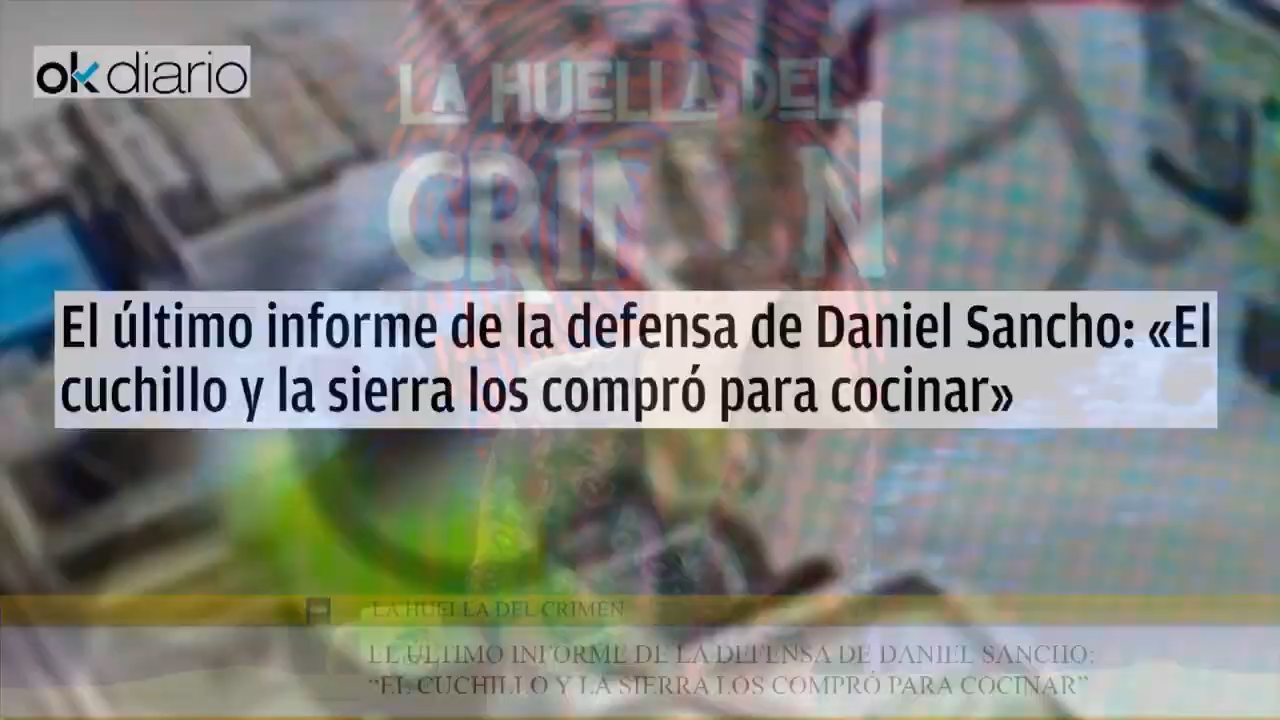 ok diario
LA HUELLA DEL
CRIMEN
El último informe de la defensa de Daniel Sancho: «El
cuchillo y la sierra los compró para cocinar»
LA HUELLA DEL CRIMEN
EL ÚLTIMO INFORME DE LA DEFENSA DE DANIEL SANCHO:
“EL CUCHILLO Y LA SIERRA LOS COMPRÓ PARA COCINAR”